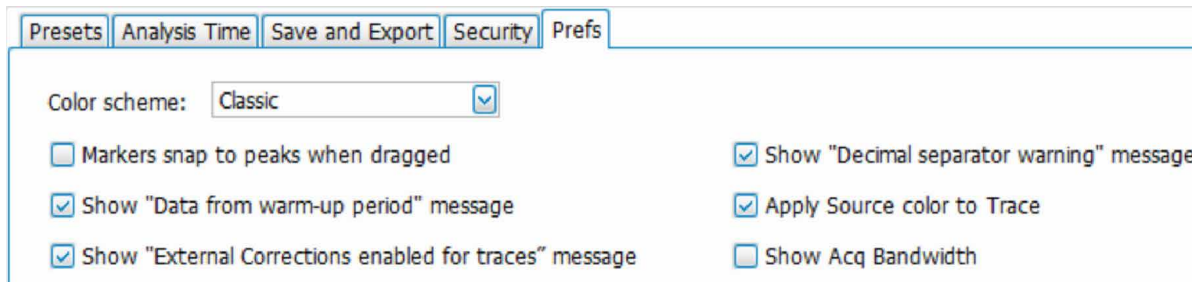 Presets Analysis Time Save and Export Security Prefs
Color scheme: Classic
Markers snap to peaks when dragged Show "Decimal separator warning" message
Show "Data from warm-up period" message Apply Source color to Trace
Show "External Corrections enabled for traces” message Show Acq Bandwidth